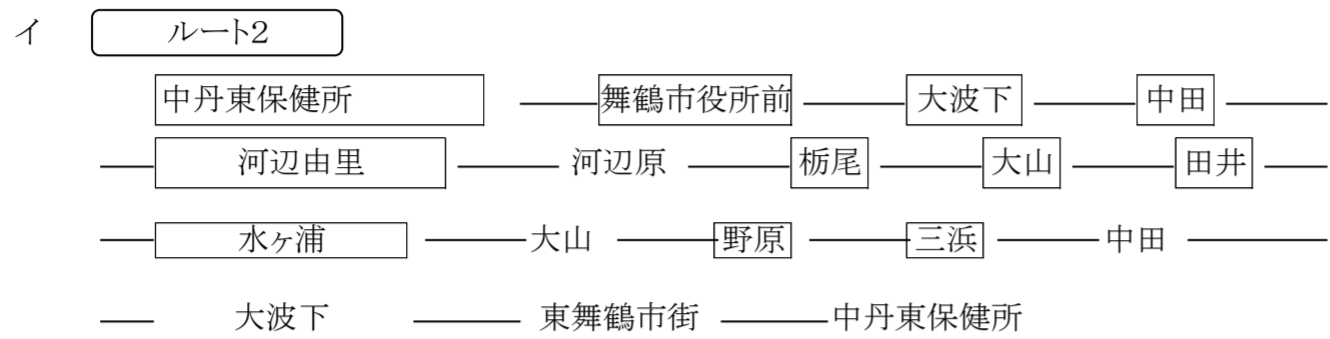 イ ルート2
中丹東保健所 舞鶴市役所前 大波下 中田
河辺由里 河辺原 栃尾 大山 田井
水ヶ浦 大山 野原 三浜 中田
大波下 東舞鶴市街 中丹東保健所